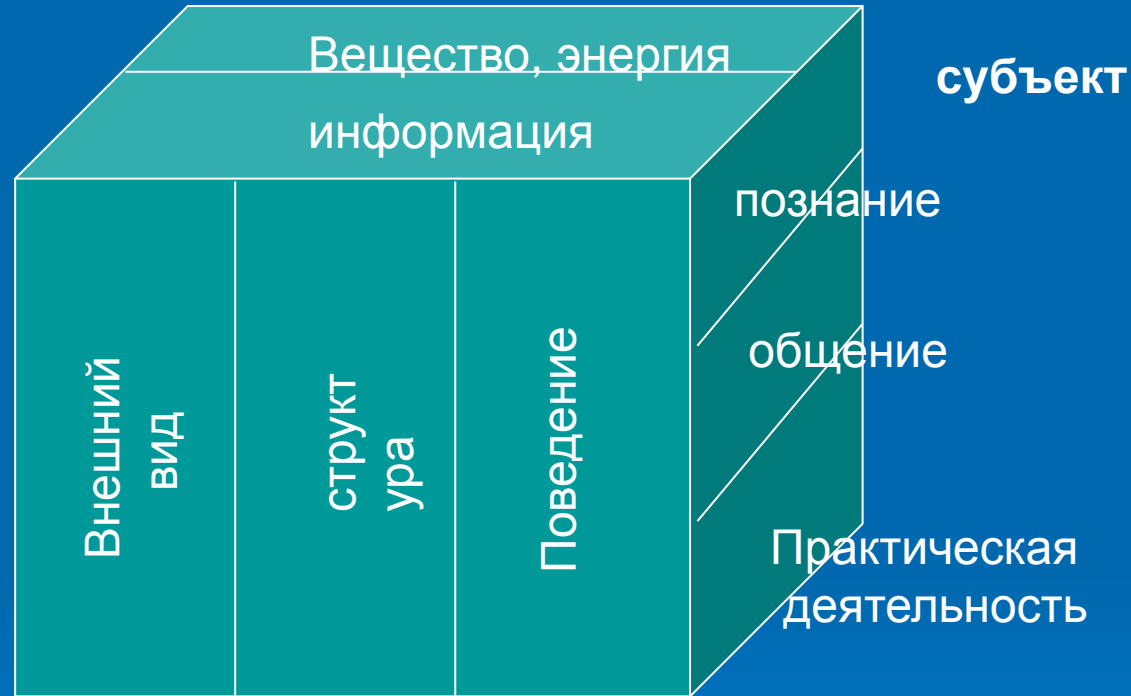 Вещество, энергия
субъект
информация
познание
общение
Внешний
вид
структ
ура
Поведение
Практическая
деятельность